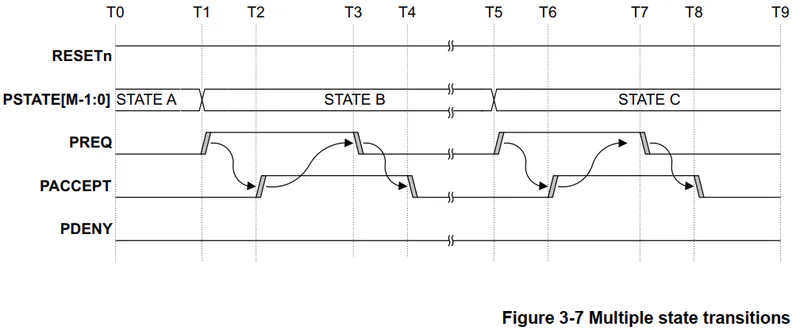 T0 T1 T2 T3 T4 T5 T6 T7 T8 T9
RESETn
PSTATE[M-1:0] STATE A STATE B STATE C
PREQ
PACCEPT
PDENY
Figure 3-7 Multiple state transitions